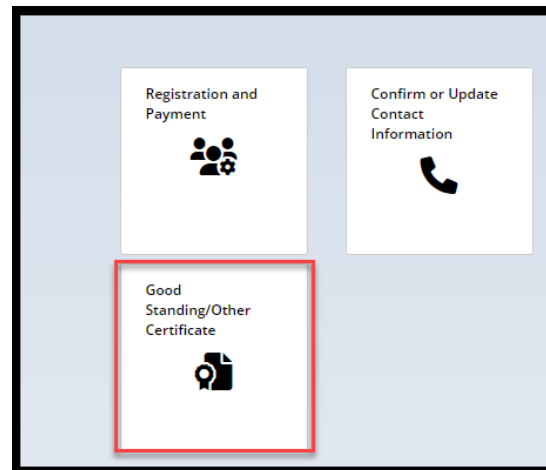 Registration and
Payment
Confirm or Update
Contact
Information
Good
Standing/Other
Certificate